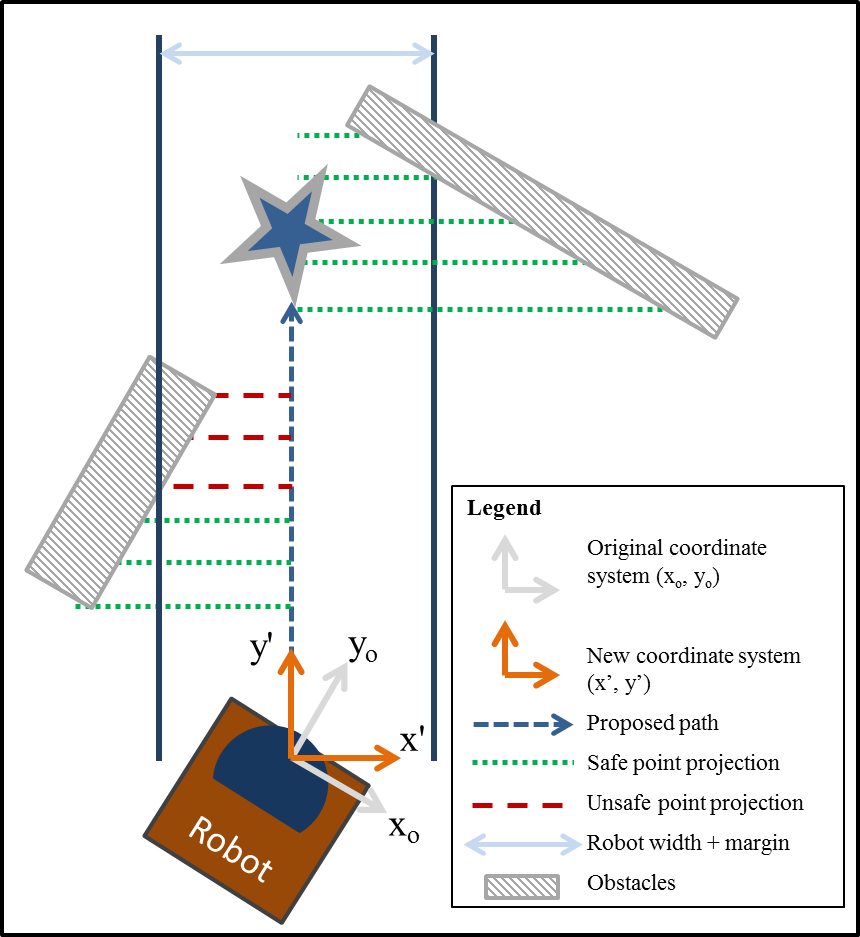 y'
yₒ
x'
xₒ
Robot
Legend
Original coordinate
system (xₒ, yₒ)
New coordinate system
(x’, y’)
Proposed path
Safe point projection
Unsafe point projection
Robot width + margin
Obstacles